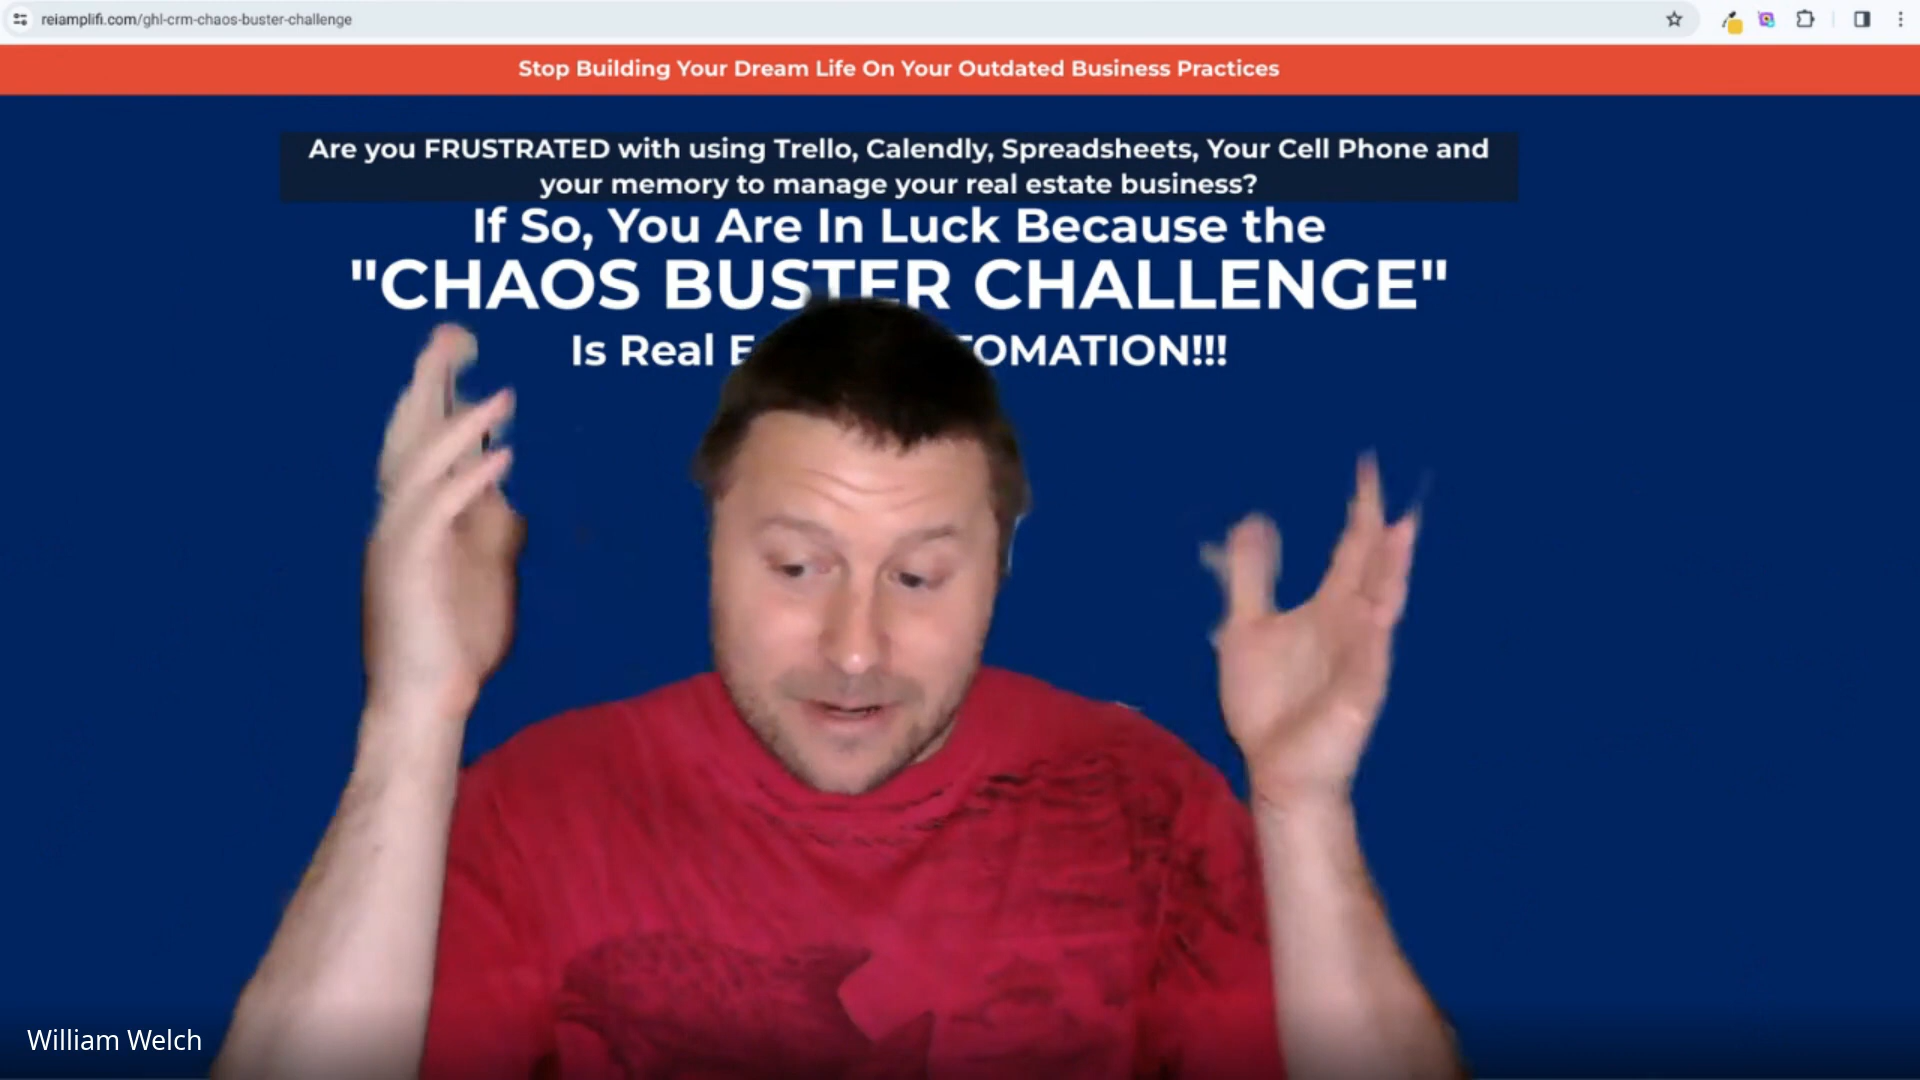 reiamplifi.com/ghl-crm-chaos-buster-challenge
Stop Building Your Dream Life On Your Outdated Business Practices
Are you FRUSTRATED with using Trello, Calendly, Spreadsheets, Your Cell Phone and
your memory to manage your real estate business?
If So, You Are In Luck Because the
"CHAOS BUSTER CHALLENGE"
Is Real
William Welch